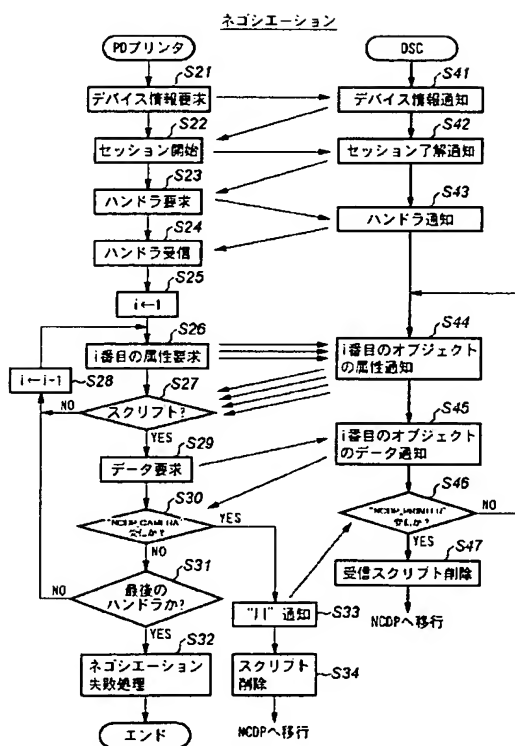 ネゴシエーション
PDプリンタ
DSC
S21
デバイス情報要求
S41
デバイス情報通知
S22
セッション開始
S42
セッション了解通知
S23
ハンドラ要求
S43
ハンドラ通知
S24
ハンドラ受信
S25
i←1
S26
i番目の属性要求
S44
i番目のオブジェクト
の属性通知
S28
S27
スクリプト?
NO
YES
S29
データ要求
S45
i番目のオブジェクト
のデータ通知
S30
"NCDP_CAMERA"
受信か?
YES
NO
S46
受信か?
NO
YES
S31
最後の
ハンドラか?
NO
YES
S47
受信スクリプト削除
NCDPへ移行
通知
S33
S32
ネゴシエーション
失敗処理
スクリプト
削除
S34
エンド
NCDPへ移行